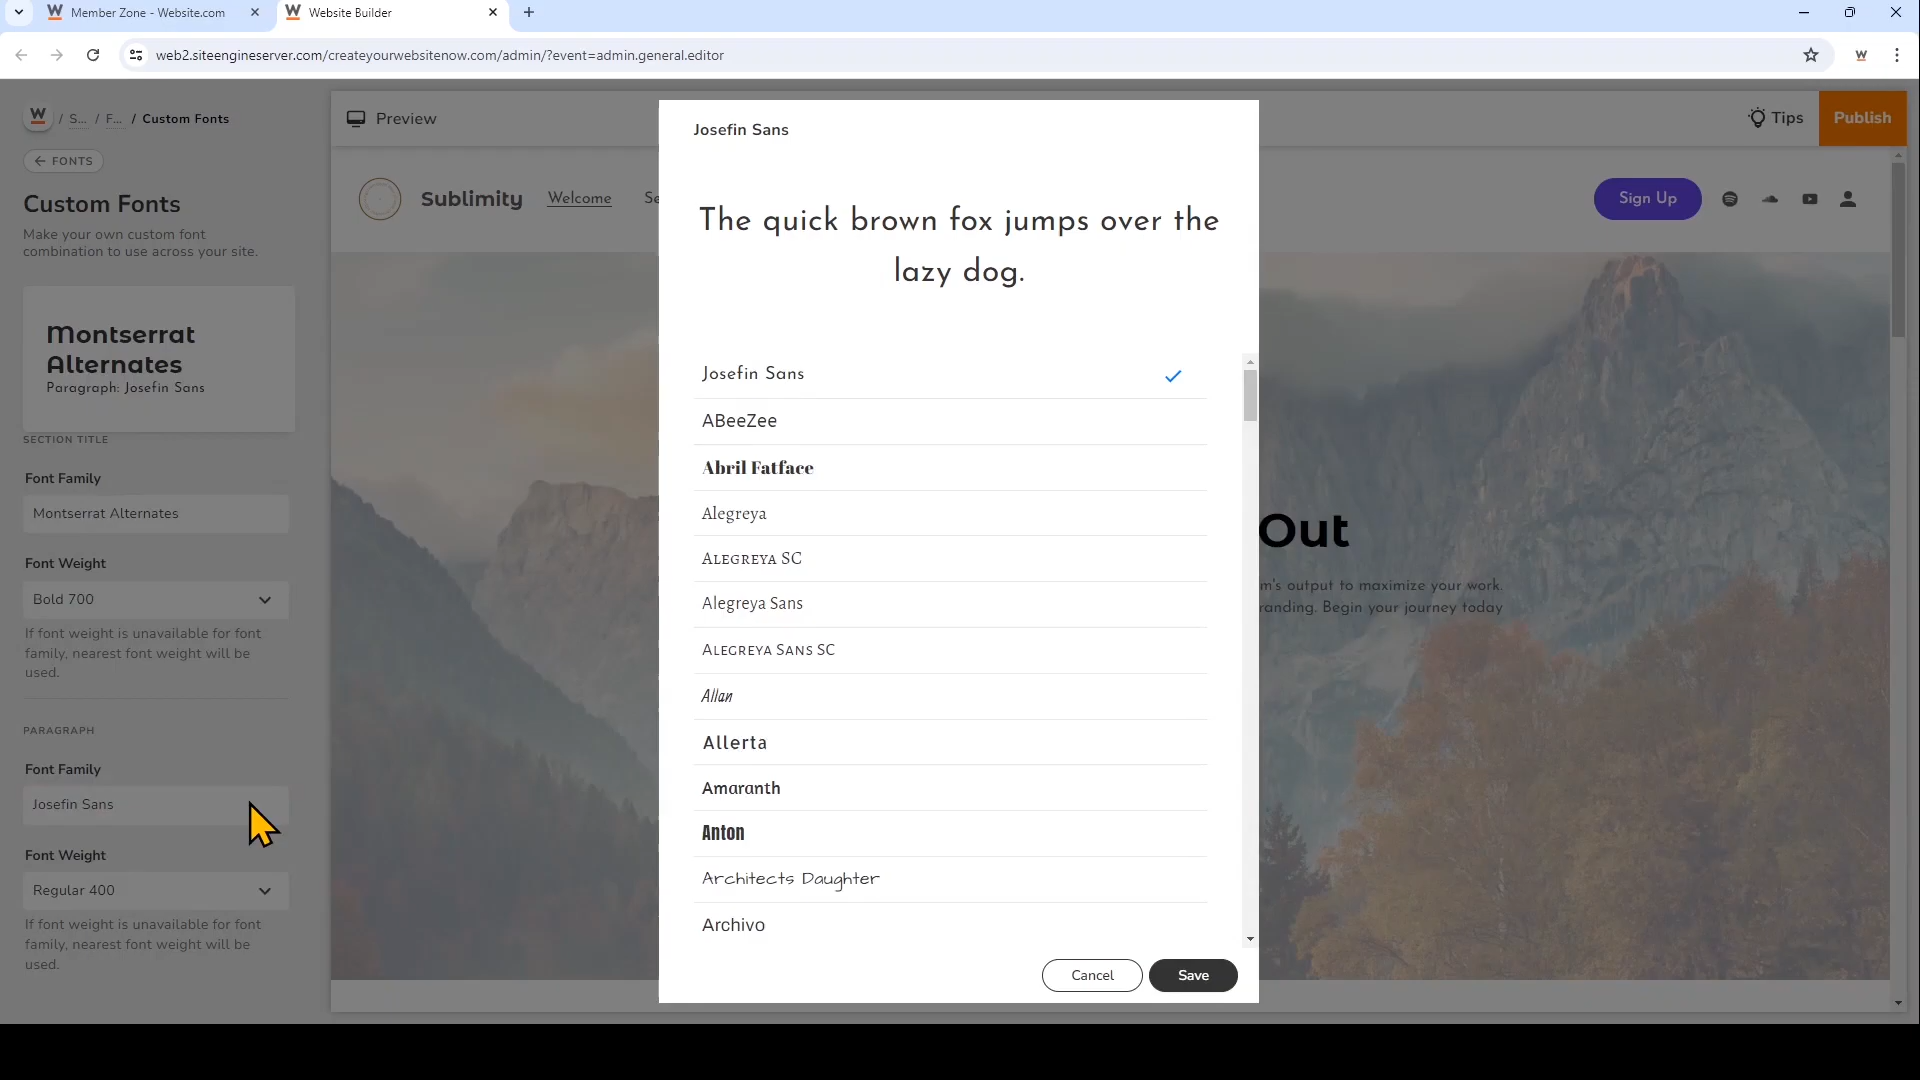 Member Zone - Website.com
Website Builder
web2.siteengineserver.com/createyourwebsitenow.com/admin/?event=admin.general.editor
W / S... / F... / Custom Fonts
FONTS
Custom Fonts
Make your own custom font
combination to use across your site.
Montserrat
Alternates
Paragraph: Josefin Sans
SECTION TITLE
Font Family
Montserrat Alternates
Font Weight
Bold 700
If font weight is unavailable for font
family, nearest font weight will be
used.
PARAGRAPH
Font Family
Josefin Sans
Font Weight
Regular 400
If font weight is unavailable for font
family, nearest font weight will be
used.
Preview
Tips
Publish
Sublimity
Welcome
Se
Sign Up
Out
m's output to maximize your work.
randing. Begin your journey today
Josefin Sans
The quick brown fox jumps over the
lazy dog.
Josefin Sans
ABeeZee
Abril Fatface
Alegreya
Alegreya SC
Alegreya Sans
Alegreya Sans SC
Allan
Allerta
Amaranth
Anton
Architects Daughter
Archivo
Cancel
Save